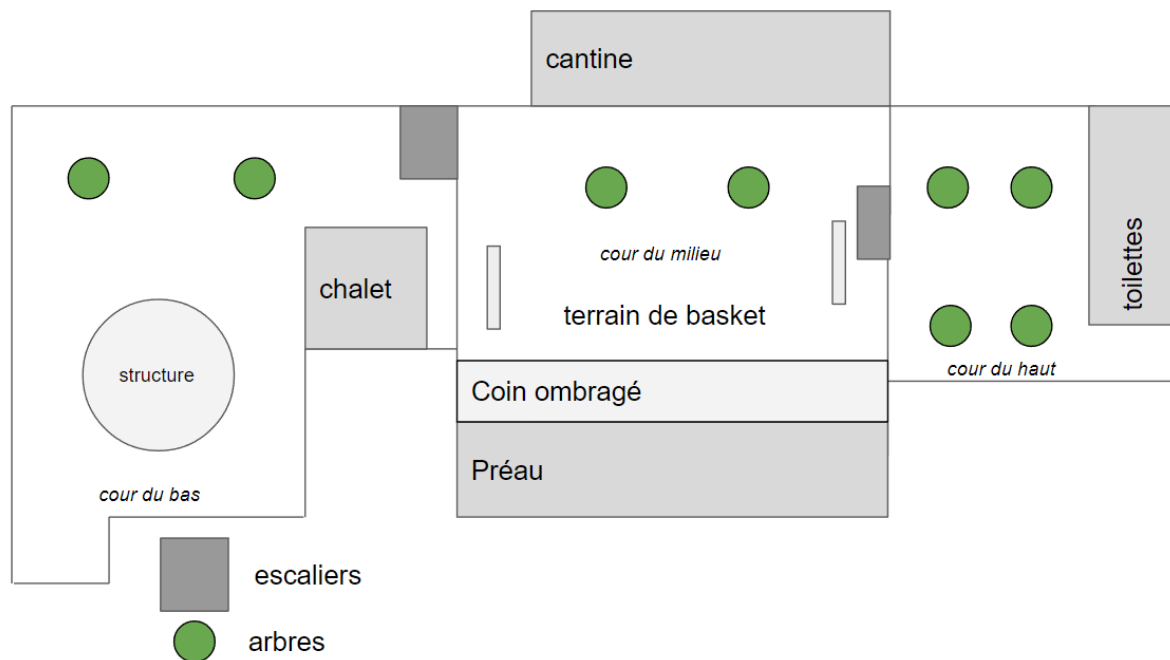 cantine
cour du milieu
toilettes
chalet
terrain de basket
structure
cour du haut
Coin ombragé
Préau
cour du bas
escaliers
arbres